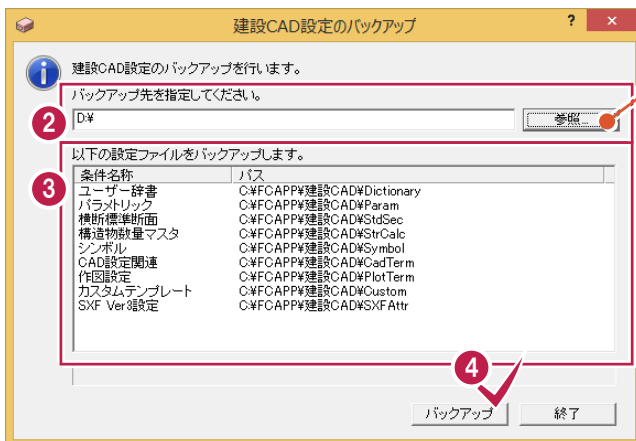 建設CAD設定のバックアップ
?
×
建設CAD設定のバックアップを行います。
バックアップ先を指定してください。
2
D:¥
参照...
以下の設定ファイルをバックアップします。
3
条件名称 パス
ユーザー辞書 C:¥FCAPP¥建設CAD¥Dictionary
パラメトリック C:¥FCAPP¥建設CAD¥Param
横断標準断面 C:¥FCAPP¥建設CAD¥StdSec
構造物数量マスタ C:¥FCAPP¥建設CAD¥StrCalc
シンボル C:¥FCAPP¥建設CAD¥Symbol
CAD設定関連 C:¥FCAPP¥建設CAD¥CadTerm
作図設定 C:¥FCAPP¥建設CAD¥PlotTerm
カスタムテンプレート C:¥FCAPP¥建設CAD¥Custom
SXF Ver3設定 C:¥FCAPP¥建設CAD¥SXFAttr
4
バックアップ 終了